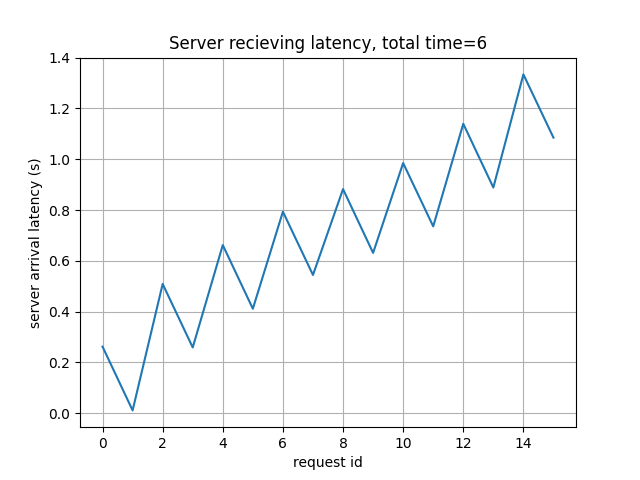 Server recieving latency, total time=6
1.4
1.2
1.0
0.8
0.6
0.4
0.2
0.0
server arrival latency (s)
0 2 4 6 8 10 12 14
request id